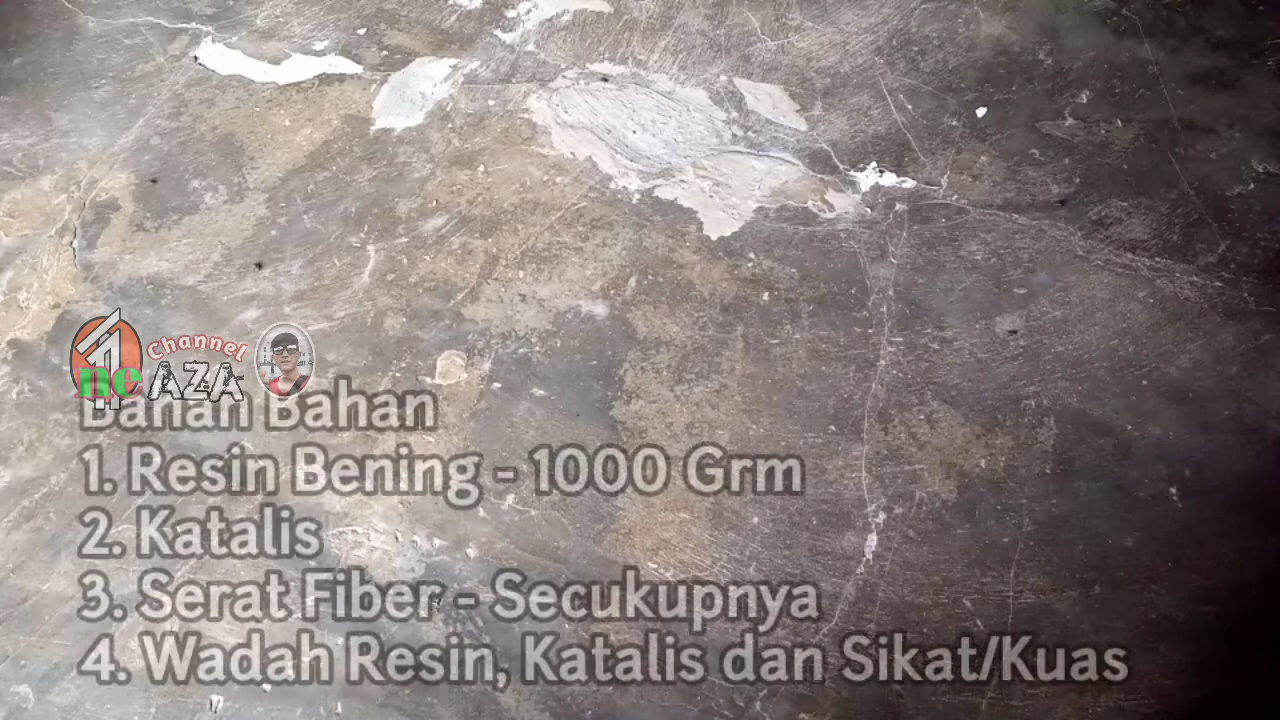 Channel
ne AZA
Bahan Bahan
1. Resin Bening - 1000 Grm
2. Katalis
3. Serat Fiber - Secukupnya
4. Wadah Resin, Katalis dan Sikat/Kuas